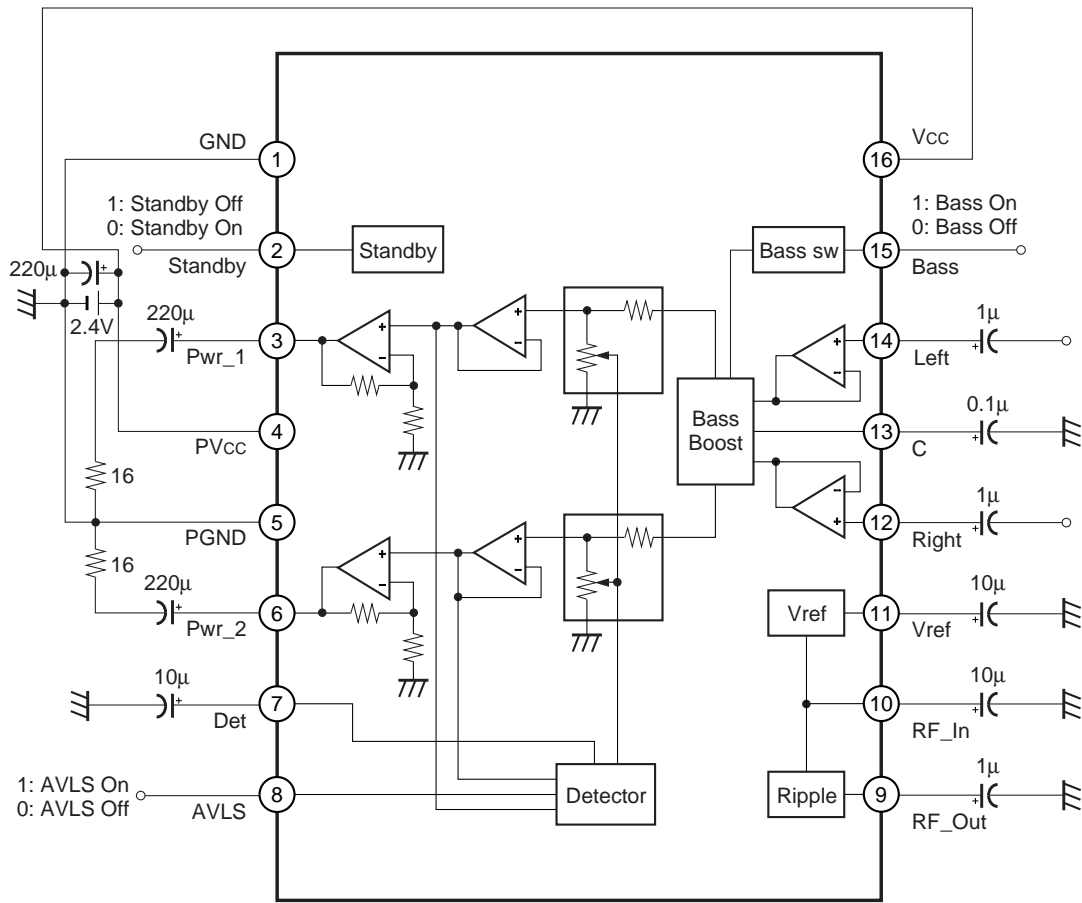 GND
1
1: Standby Off
0: Standby On
2
Standby
Standby
220μ
+
2.4V
220μ
+
3
Pwr_1
4
PVCC
16
5
PGND
16
220μ
+
6
Pwr_2
10μ
+
7
Det
1: AVLS On
0: AVLS Off
8
AVLS
+
−
+
−
+
−
+
−
Detector
Bass sw
Bass
Boost
+
−
−
+
Vref
Ripple
VCC
16
1: Bass On
0: Bass Off
15
Bass
1μ
+
14
Left
0.1μ
+
13
C
1μ
+
12
Right
10μ
+
11
Vref
10μ
+
10
RF_In
1μ
+
9
RF_Out